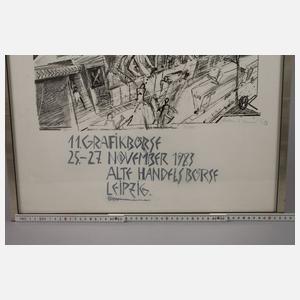 11. GRAFIKBÖRSE
25.-27. NOVEMBER 1983
ALTE HANDELSBÖRSE
LEIPZIG.